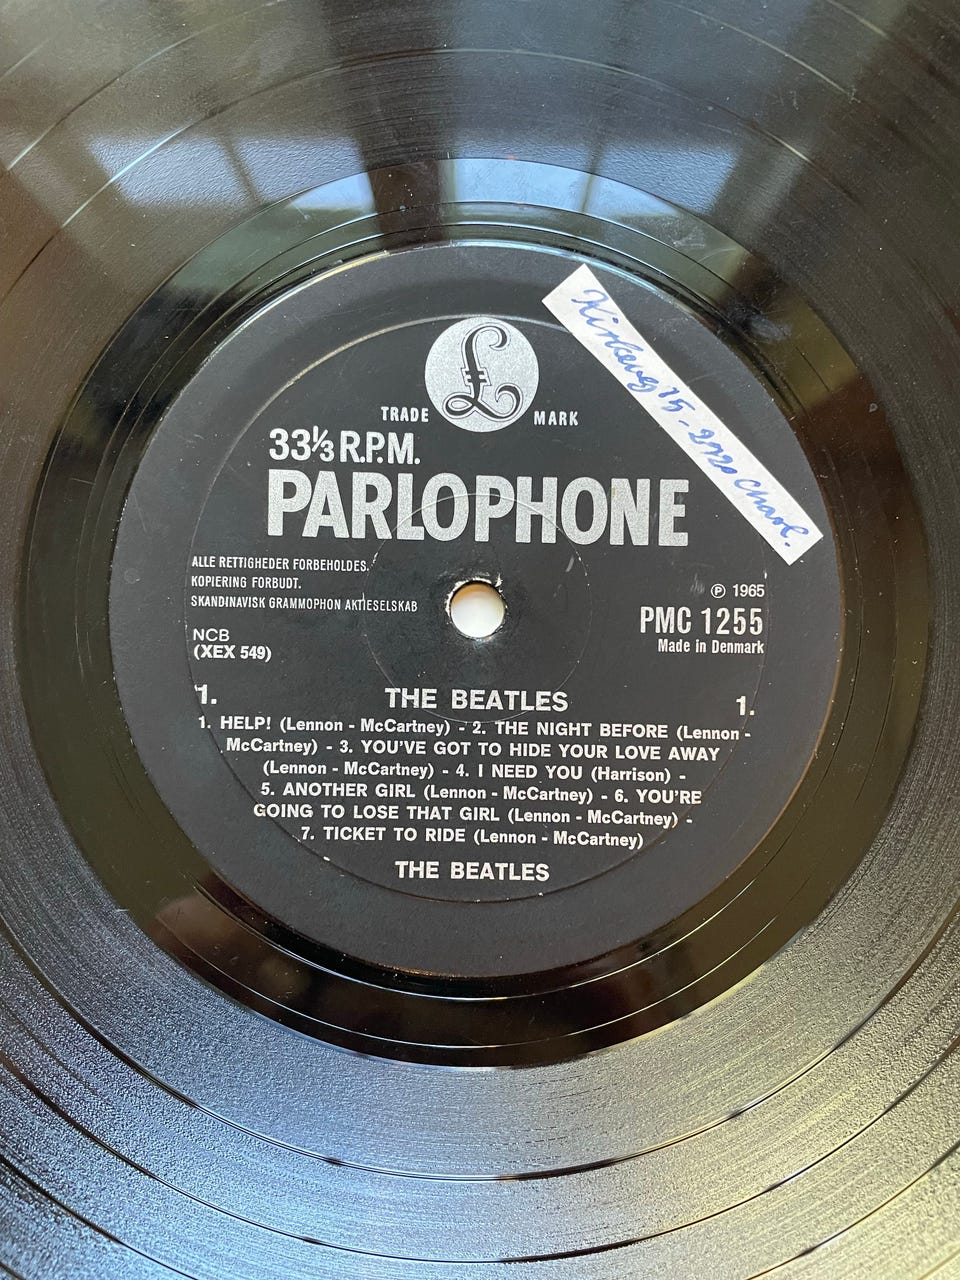 £
TRADE MARK
33⅓ R.P.M.
PARLOPHONE
ALLE RETTIGHEDER FORBEHOLDES.
KOPIERING FORBUDT.
SKANDINAVISK GRAMMOPHON AKTIESELSKAB
℗ 1965
PMC 1255
Made in Denmark
NCB
(XEX 549)
1. THE BEATLES 1.
1. HELP! (Lennon - McCartney) - 2. THE NIGHT BEFORE (Lennon -
McCartney) - 3. YOU'VE GOT TO HIDE YOUR LOVE AWAY
(Lennon - McCartney) - 4. I NEED YOU (Harrison) -
5. ANOTHER GIRL (Lennon - McCartney) - 6. YOU'RE
GOING TO LOSE THAT GIRL (Lennon - McCartney) -
7. TICKET TO RIDE (Lennon - McCartney)
THE BEATLES
15 - 2920 Charl.